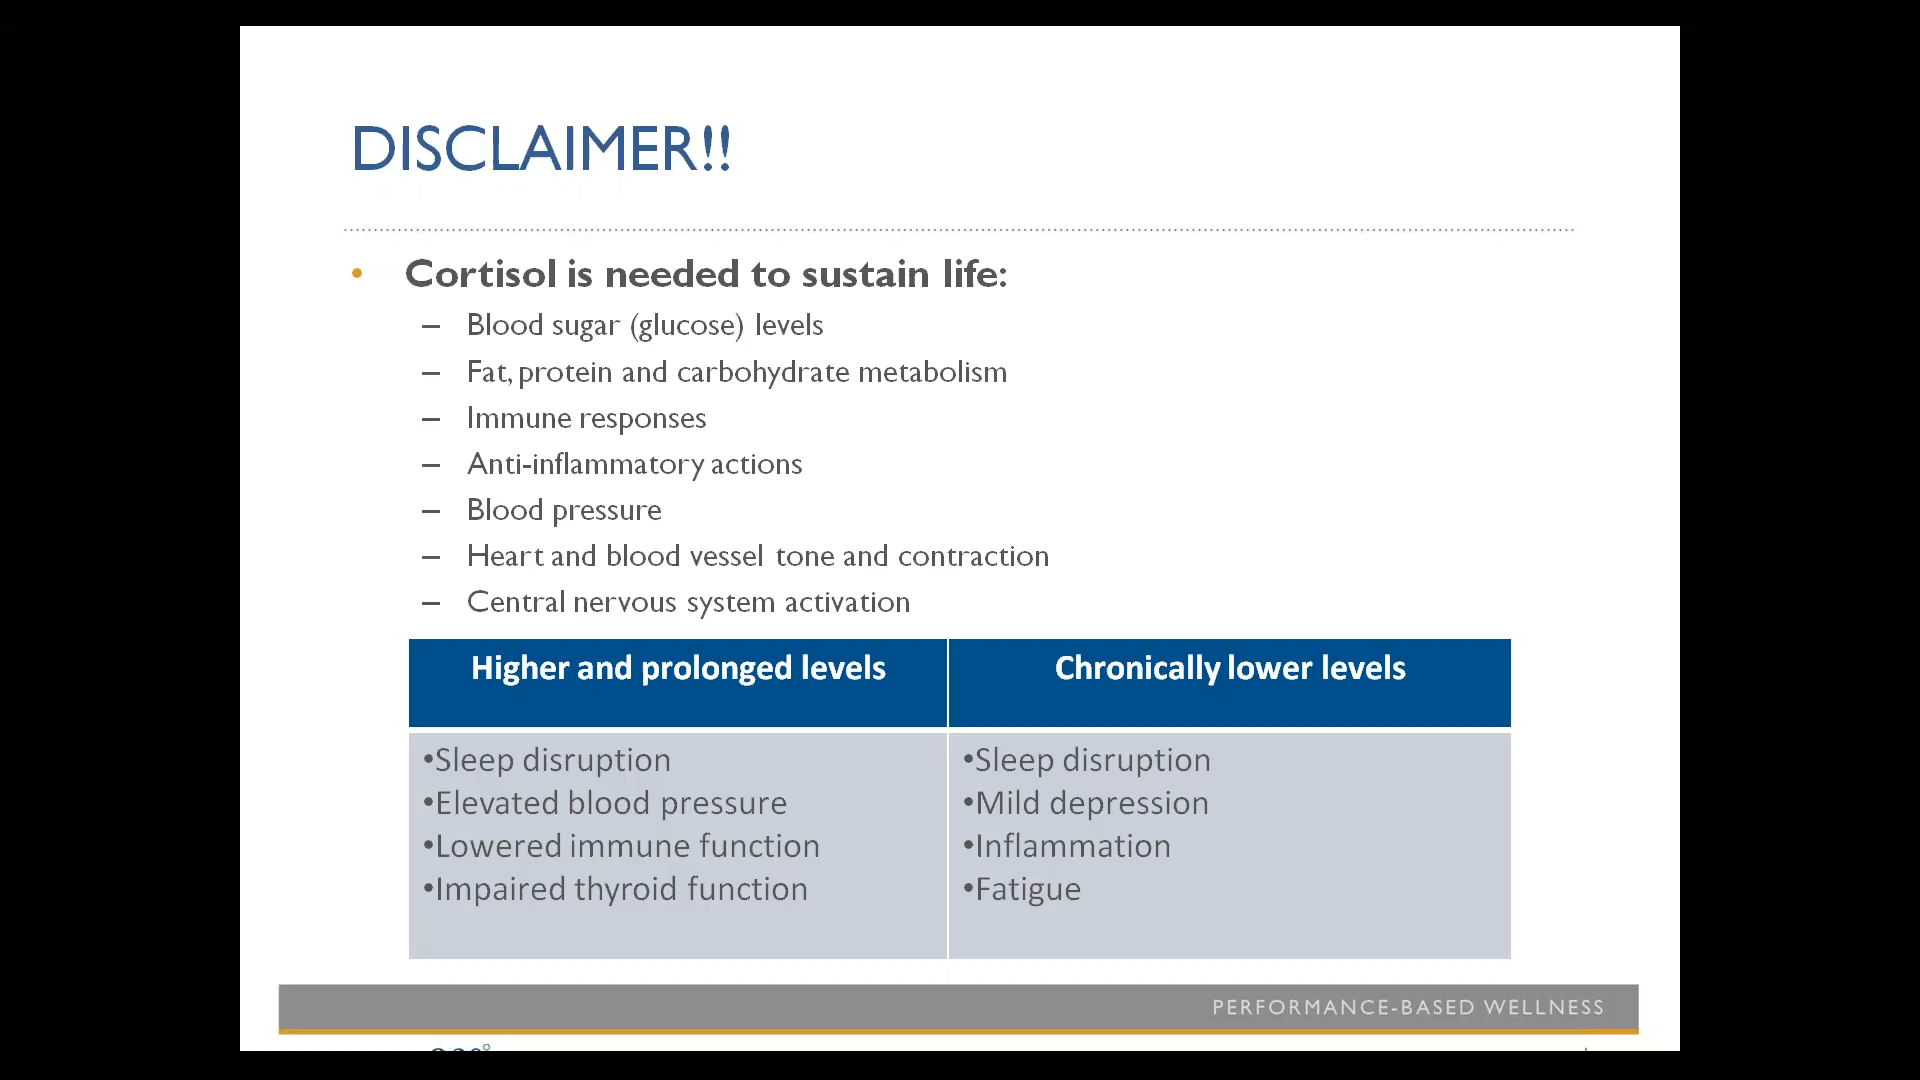 DISCLAIMER!!
• Cortisol is needed to sustain life:
– Blood sugar (glucose) levels
– Fat, protein and carbohydrate metabolism
– Immune responses
– Anti-inflammatory actions
– Blood pressure
– Heart and blood vessel tone and contraction
– Central nervous system activation
Higher and prolonged levels
•Sleep disruption
•Elevated blood pressure
•Lowered immune function
•Impaired thyroid function
Chronically lower levels
•Sleep disruption
•Mild depression
•Inflammation
•Fatigue
PERFORMANCE-BASED WELLNESS